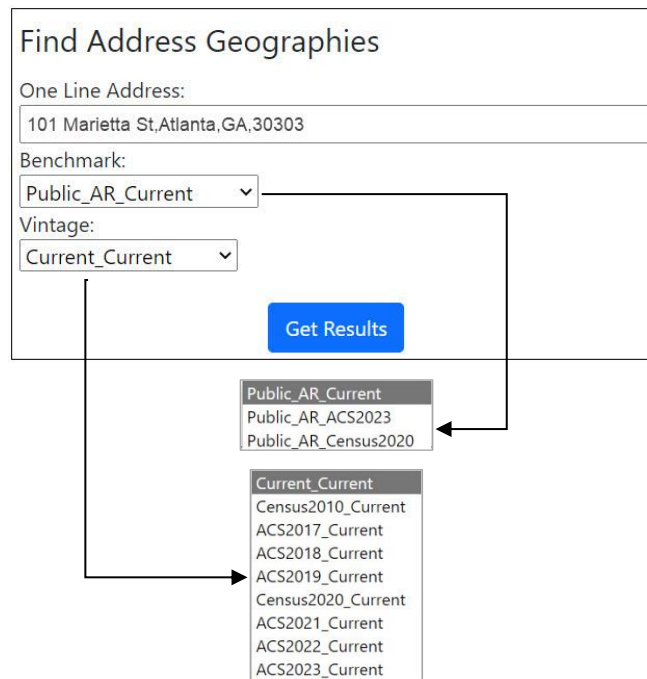 Find Address Geographies
One Line Address:
101 Marietta St,Atlanta,GA,30303
Benchmark:
Public_AR_Current
Vintage:
Current_Current
Get Results
Public_AR_Current
Public_AR_ACS2023
Public_AR_Census2020
Current_Current
Census2010_Current
ACS2017_Current
ACS2018_Current
ACS2019_Current
Census2020_Current
ACS2021_Current
ACS2022_Current
ACS2023_Current